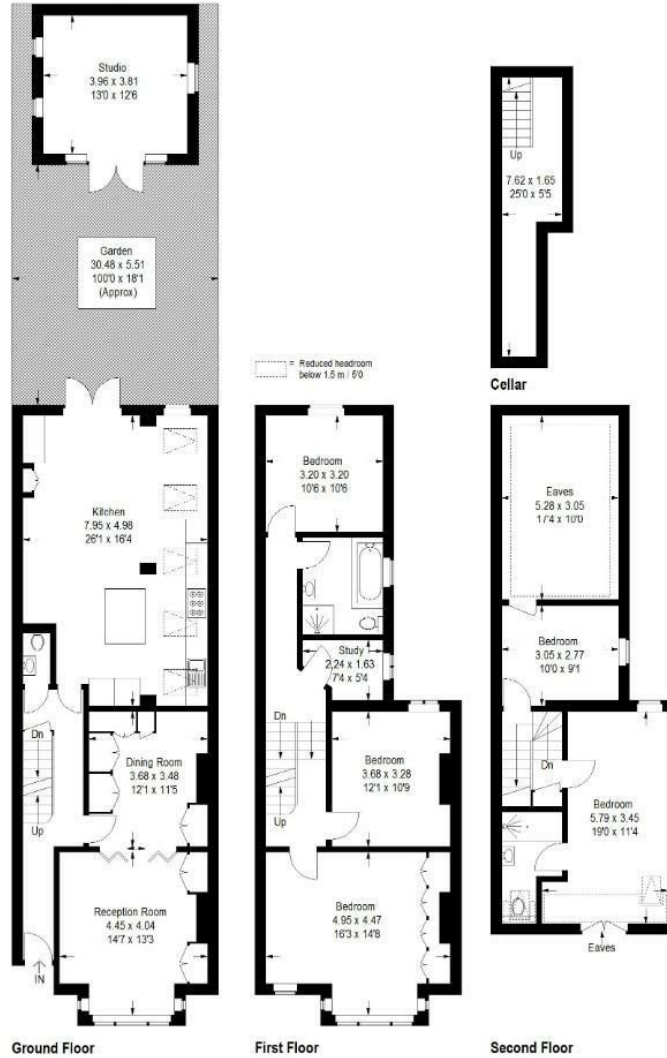 Studio
3.96 x 3.81
13'0 x 12'6
Garden
30.48 x 5.51
100'0 x 18'1
(Approx)
Kitchen
7.95 x 4.98
26'1 x 16'4
Dn
Up
Dining Room
3.68 x 3.48
12'1 x 11'5
Reception Room
4.45 x 4.04
14'7 x 13'3
IN
Ground Floor
= Reduced headroom
below 1.5 m / 5'0
Bedroom
3.20 x 3.20
10'6 x 10'6
Study
2.24 x 1.63
7'4 x 5'4
Dn
Up
Bedroom
3.68 x 3.28
12'1 x 10'9
Bedroom
4.95 x 4.47
16'3 x 14'8
First Floor
Up
7.62 x 1.65
25'0 x 5'5
Cellar
Eaves
5.28 x 3.05
17'4 x 10'0
Bedroom
3.05 x 2.77
10'0 x 9'1
Dn
Bedroom
5.79 x 3.45
19'0 x 11'4
Eaves
Second Floor